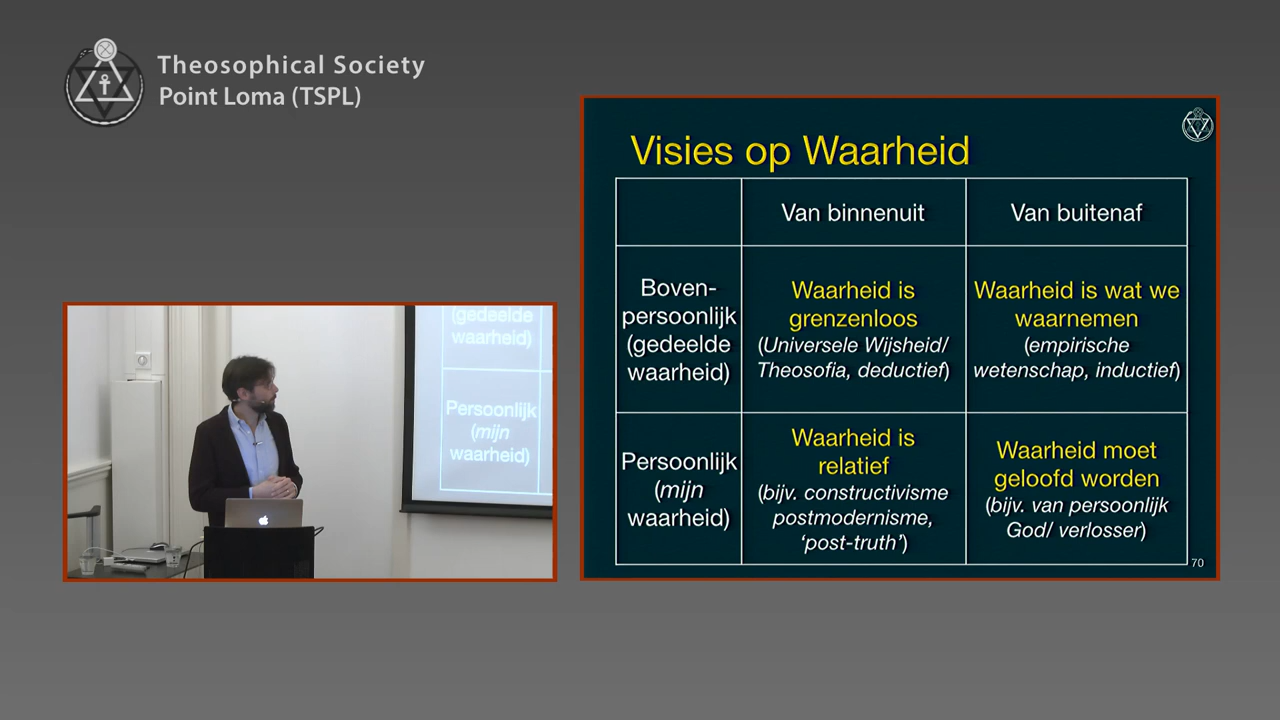 Theosophical Society
Point Loma (TSPL)
Visies op Waarheid
Van binnenuit
Van buitenaf
Boven-
persoonlijk
(gedeelde
waarheid)
Waarheid is
grenzenloos
(Universele Wijsheid/
Theosofia, deductief)
Waarheid is wat we
waarnemen
(empirische
wetenschap, inductief)
Persoonlijk
(mijn
waarheid)
Waarheid is
relatief
(bijv. constructivisme
postmodernisme,
‘post-truth’)
Waarheid moet
geloofd worden
(bijv. van persoonlijk
God/ verlosser)
70
(gedeelde
waarheid)
Persoonlijk
(mijn
waarheid)